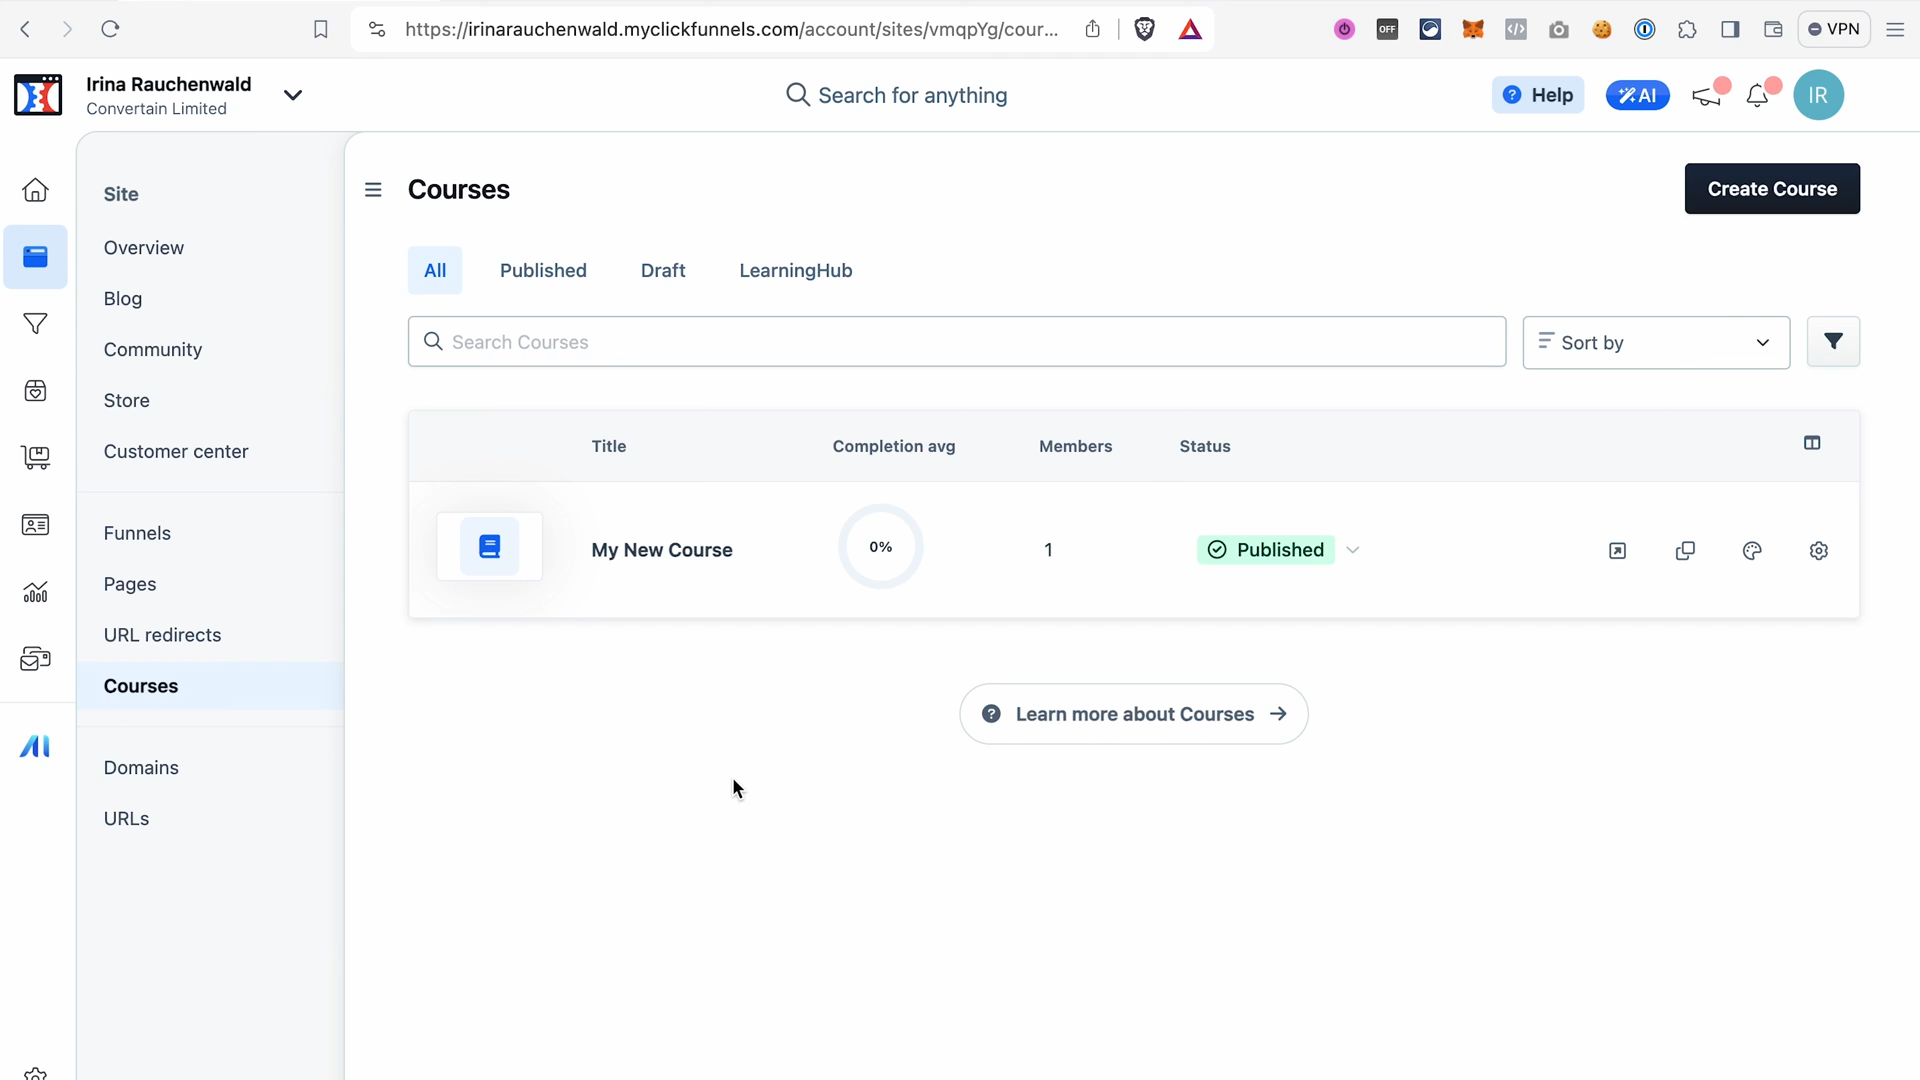 https://irinarauchenwald.myclickfunnels.com/account/sites/vmqpYg/cour...
OFF
VPN
Irina Rauchenwald
Convertain Limited
Search for anything
Help
AI
IR
Site
Overview
Blog
Community
Store
Customer center
Funnels
Pages
URL redirects
Courses
Domains
URLs
Courses
Create Course
All
Published
Draft
LearningHub
Search Courses
Sort by
Title
Completion avg
Members
Status
My New Course
0%
1
Published
Learn more about Courses